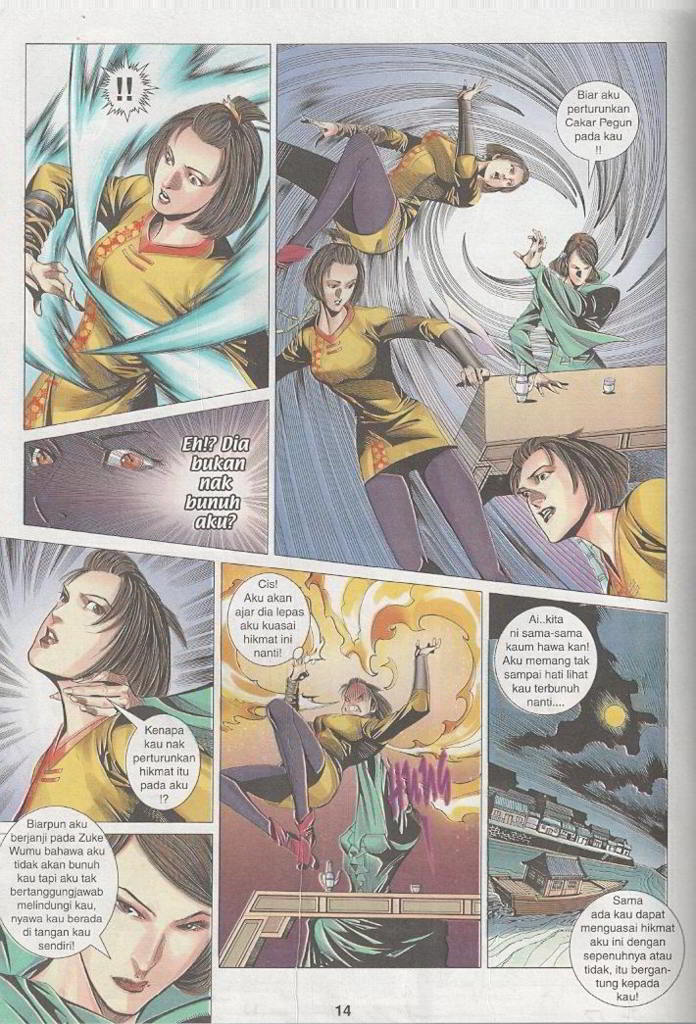 !!
Biar aku
perturunkan
Cakar Pegun
pada kau
!!
Eh!? Dia
bukan
nak
bunuh
aku?
Kenapa
kau nak
perturunkan
hikmat itu
pada aku
!?
Biarpun aku
berjanji pada Zuke
Wumu bahawa aku
tidak akan bunuh
kau tapi aku tak
bertanggungjawab
melindungi kau,
nyawa kau berada
di tangan kau
sendiri!
Cis!
Aku akan
ajar dia lepas
aku kuasai
hikmat ini
nanti!
HUNG
Ai..kita
ni sama-sama
kaum hawa kan!
Aku memang tak
sampai hati lihat
kau terbunuh
nanti....
Sama
ada kau dapat
menguasai hikmat
aku ini dengan
sepenuhnya atau
tidak, itu bergan-
tung kepada
kau!
14